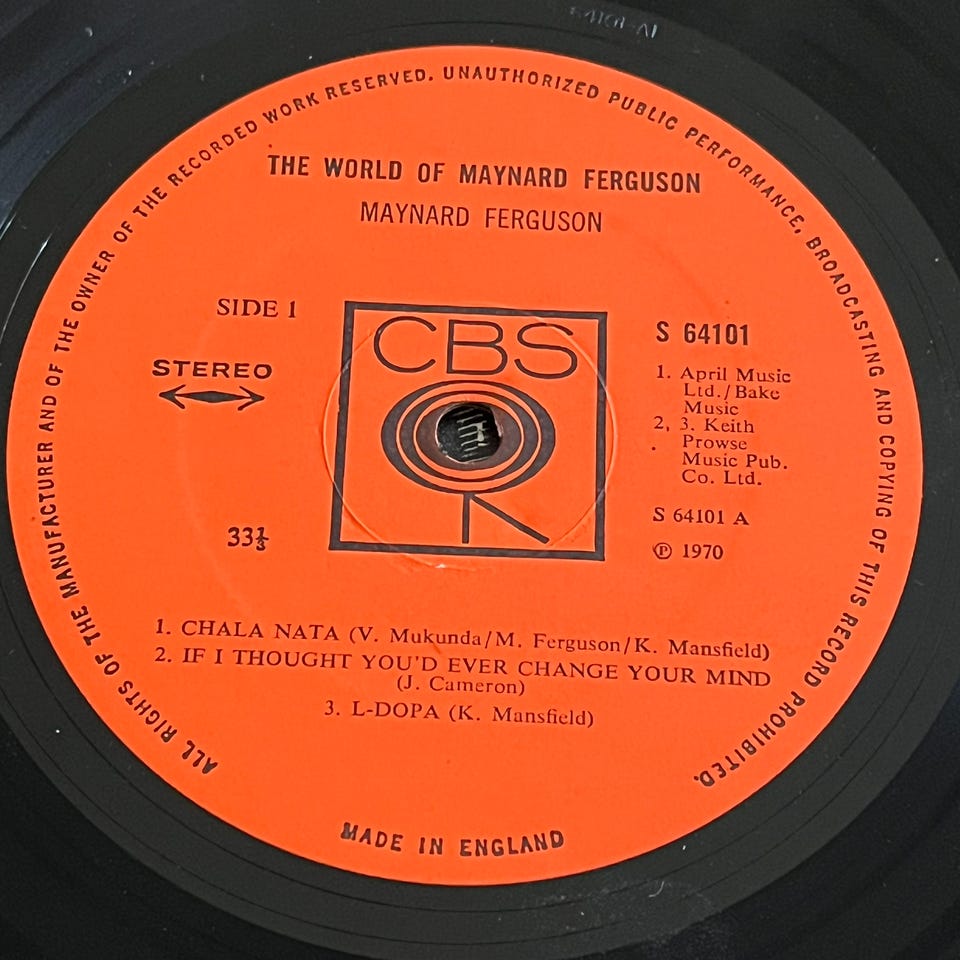 S 64101-A1
ALL RIGHTS OF THE MANUFACTURER AND OF THE OWNER OF THE RECORDED WORK RESERVED. UNAUTHORIZED PUBLIC PERFORMANCE, BROADCASTING AND COPYING OF THIS RECORD PROHIBITED.
THE WORLD OF MAYNARD FERGUSON
MAYNARD FERGUSON
SIDE 1
STEREO
33⅓
CBS
S 64101
1. April Music
Ltd./Bake
Music
2, 3. Keith
Prowse
Music Pub.
Co. Ltd.
S 64101 A
℗ 1970
1. CHALA NATA (V. Mukunda/M. Ferguson/K. Mansfield)
2. IF I THOUGHT YOU'D EVER CHANGE YOUR MIND
(J. Cameron)
3. L-DOPA (K. Mansfield)
MADE IN ENGLAND